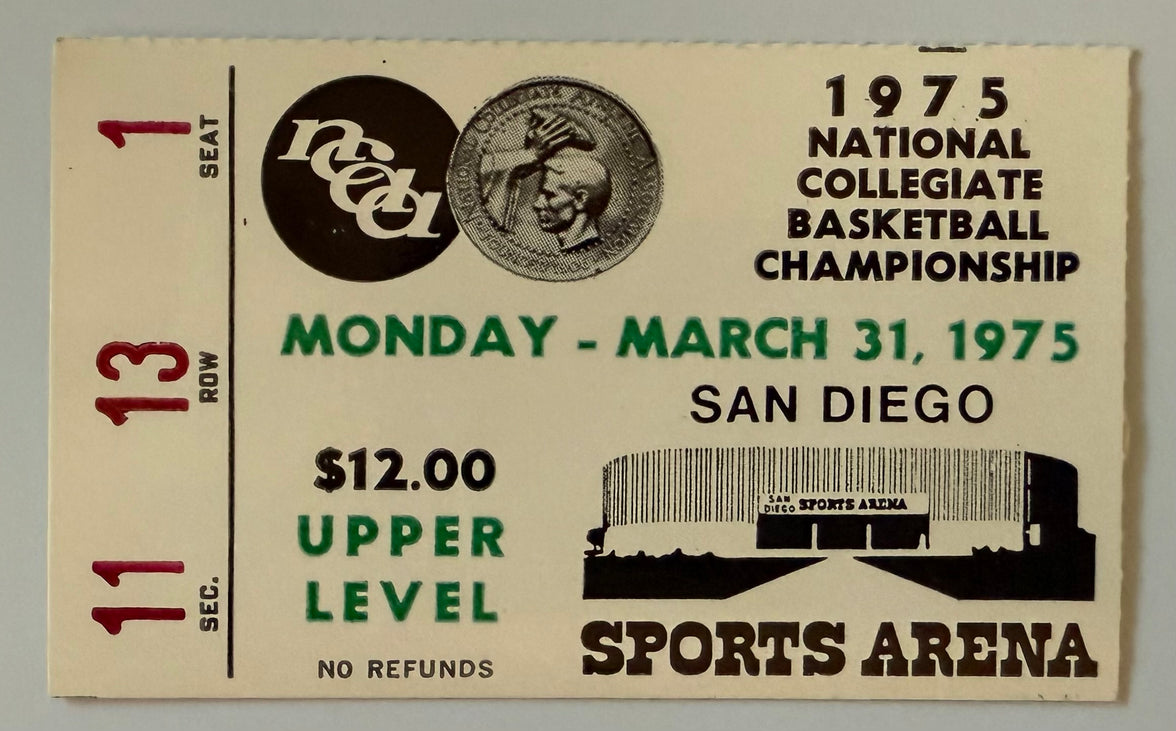 1 SEAT
13 ROW
11 SEC.
ncaa
1975
NATIONAL
COLLEGIATE
BASKETBALL
CHAMPIONSHIP
MONDAY - MARCH 31, 1975
SAN DIEGO
$12.00
UPPER
LEVEL
NO REFUNDS
SAN DIEGO SPORTS ARENA
SPORTS ARENA